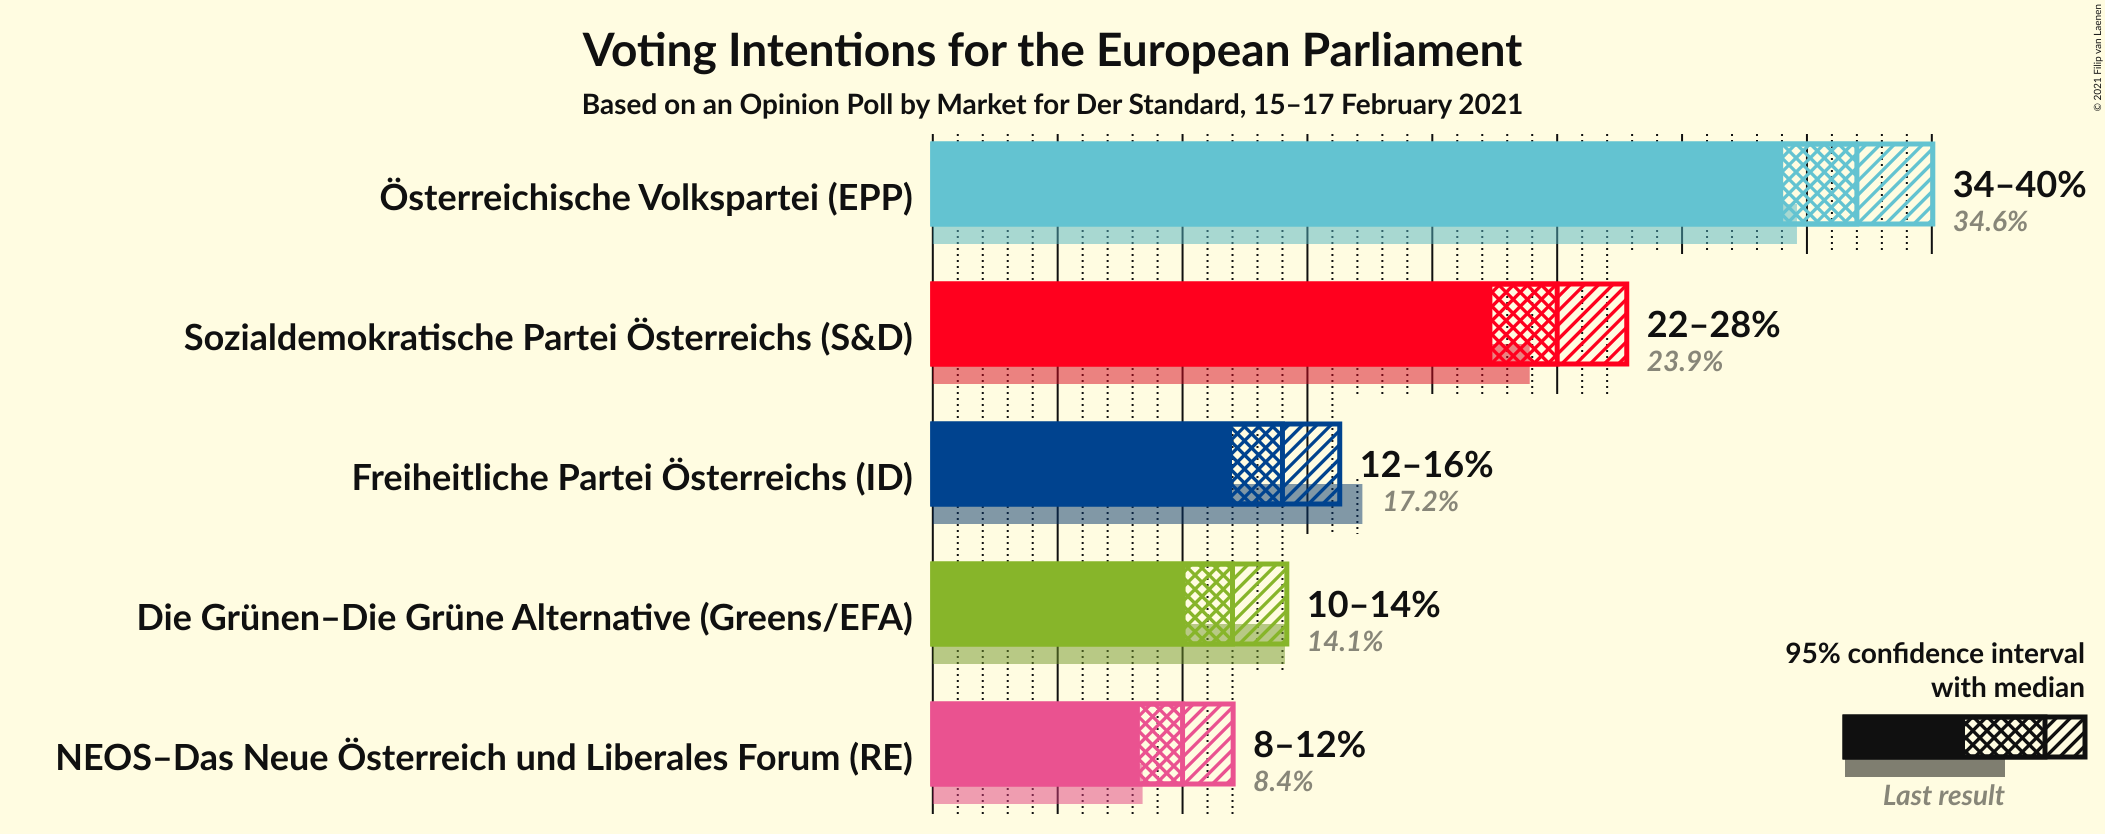 Voting Intentions for the European Parliament
Based on an Opinion Poll by Market for Der Standard, 15–17 February 2021
© 2021 Filip van Laenen
Österreichische Volkspartei (EPP)
34–40%
34.6%
Sozialdemokratische Partei Österreichs (S&D)
22–28%
23.9%
Freiheitliche Partei Österreichs (ID)
12–16%
17.2%
Die Grünen–Die Grüne Alternative (Greens/EFA)
10–14%
14.1%
NEOS–Das Neue Österreich und Liberales Forum (RE)
8–12%
8.4%
95% confidence interval
with median
Last result